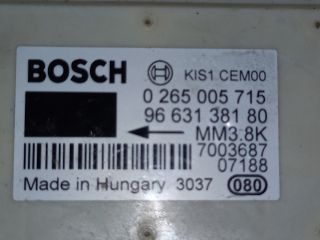 BOSCH KIS1 CEM00
0 265 005 715
96 631 381 80
MM3.8K
7003687
07188
Made in Hungary 3037 080